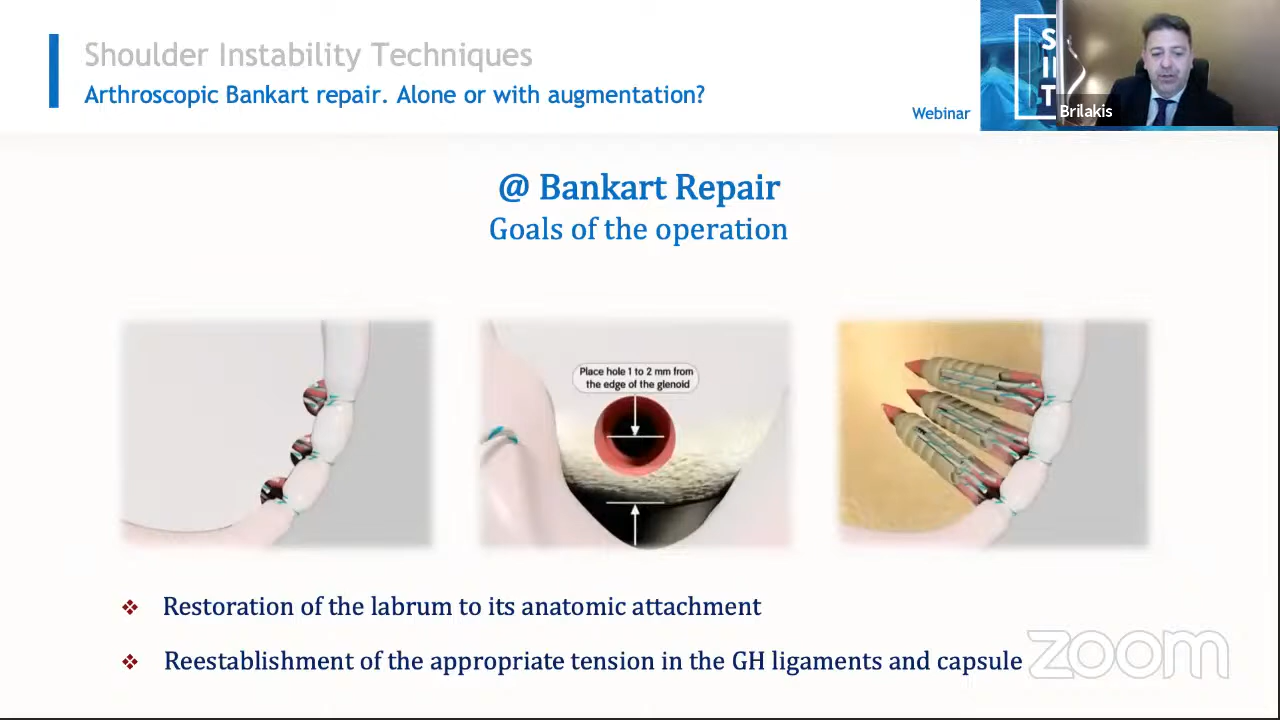 Shoulder Instability Techniques
Arthroscopic Bankart repair. Alone or with augmentation?
Webinar
S
I
T
Brilakis
@ Bankart Repair
Goals of the operation
Place hole 1 to 2 mm from
the edge of the glenoid
❖ Restoration of the labrum to its anatomic attachment
❖ Reestablishment of the appropriate tension in the GH ligaments and capsule
zoom